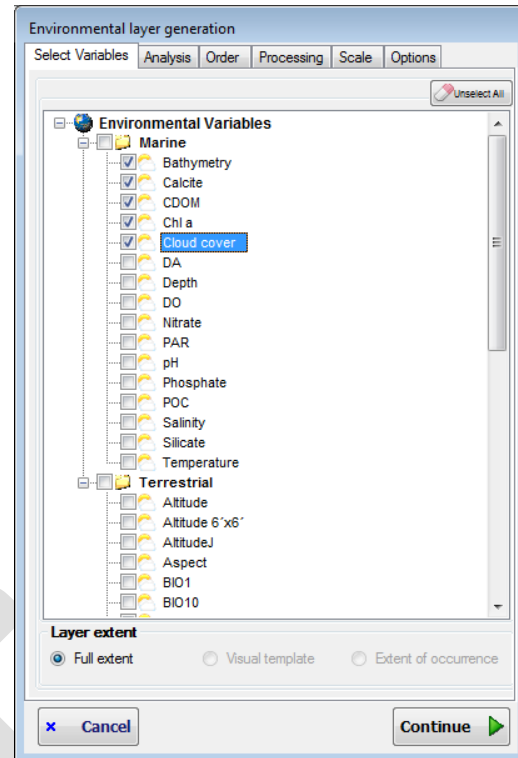 Environmental layer generation
Select Variables Analysis Order Processing Scale Options
Unselect All
Environmental Variables
Marine
Bathymetry
Calcite
CDOM
Chl a
Cloud cover
DA
Depth
DO
Nitrate
PAR
pH
Phosphate
POC
Salinity
Silicate
Temperature
Terrestrial
Altitude
Altitude 6´x6´
AltitudeJ
Aspect
BIO1
BIO10
Layer extent
Full extent Visual template Extent of occurrence
Cancel Continue